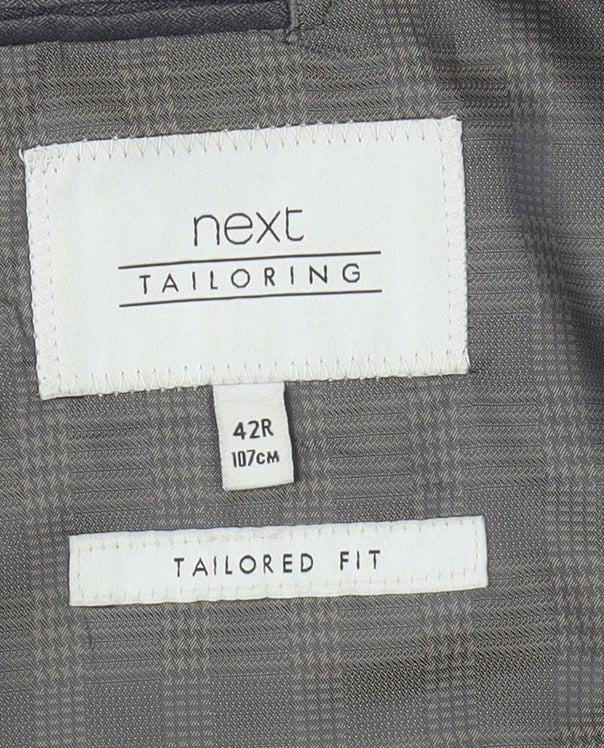 next
TAILORING
42R
107CM
TAILORED FIT